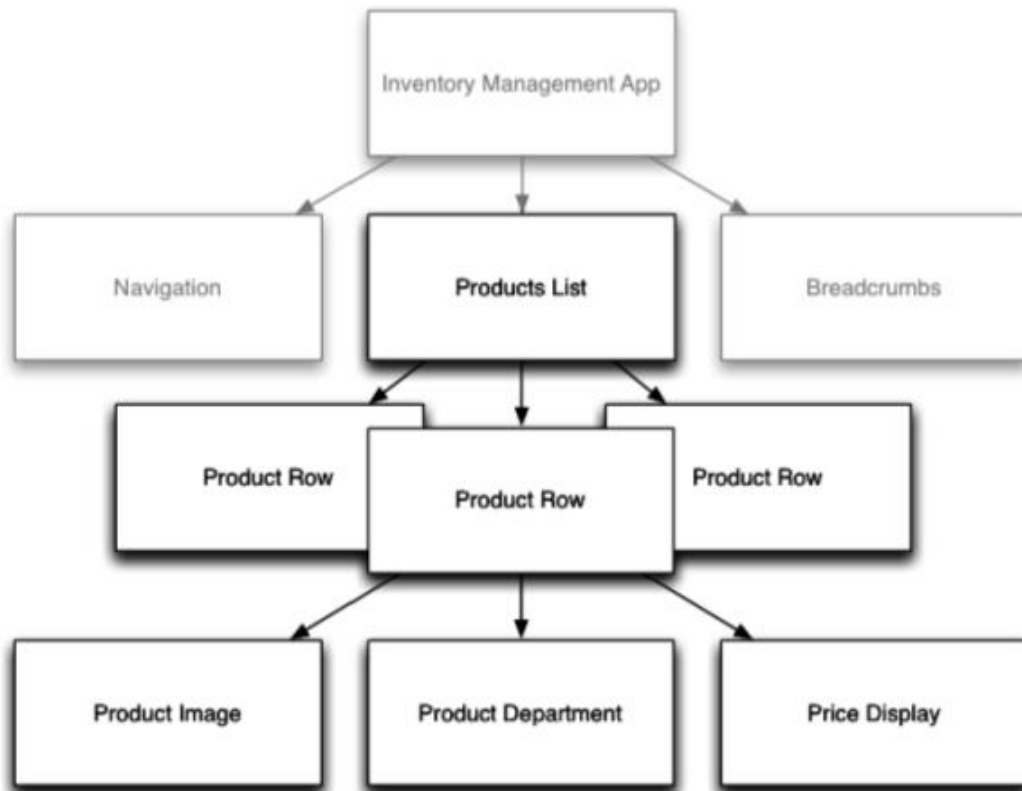 Inventory Management App
Navigation
Products List
Breadcrumbs
Product Row
Product Row
Product Row
Product Image
Product Department
Price Display